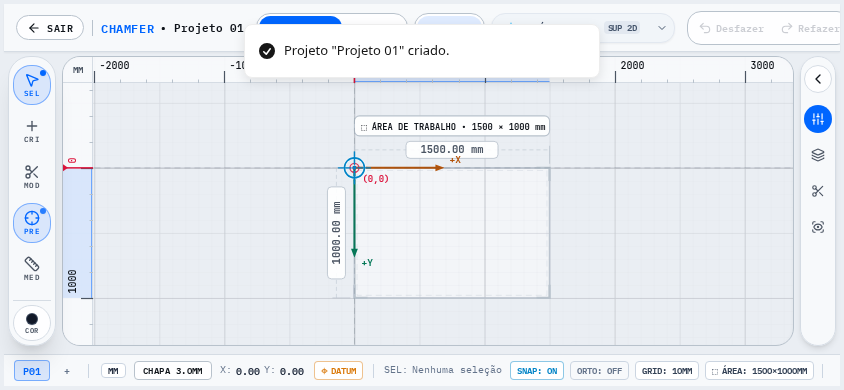 SAIR
CHAMFER • Projeto 01
SUP 2D
Desfazer
Refazer
Projeto "Projeto 01" criado.
MM
-2000
2000
3000
SEL
CRI
MOD
PRE
MED
COR
0
1000
ÁREA DE TRABALHO • 1500 × 1000 mm
1500.00 mm
+X
(0,0)
1000.00 mm
+Y
P01
+
MM
CHAPA 3.0MM
X: 0.00 Y: 0.00
DATUM
SEL: Nenhuma seleção
SNAP: ON
ORTO: OFF
GRID: 10MM
ÁREA: 1500×1000MM